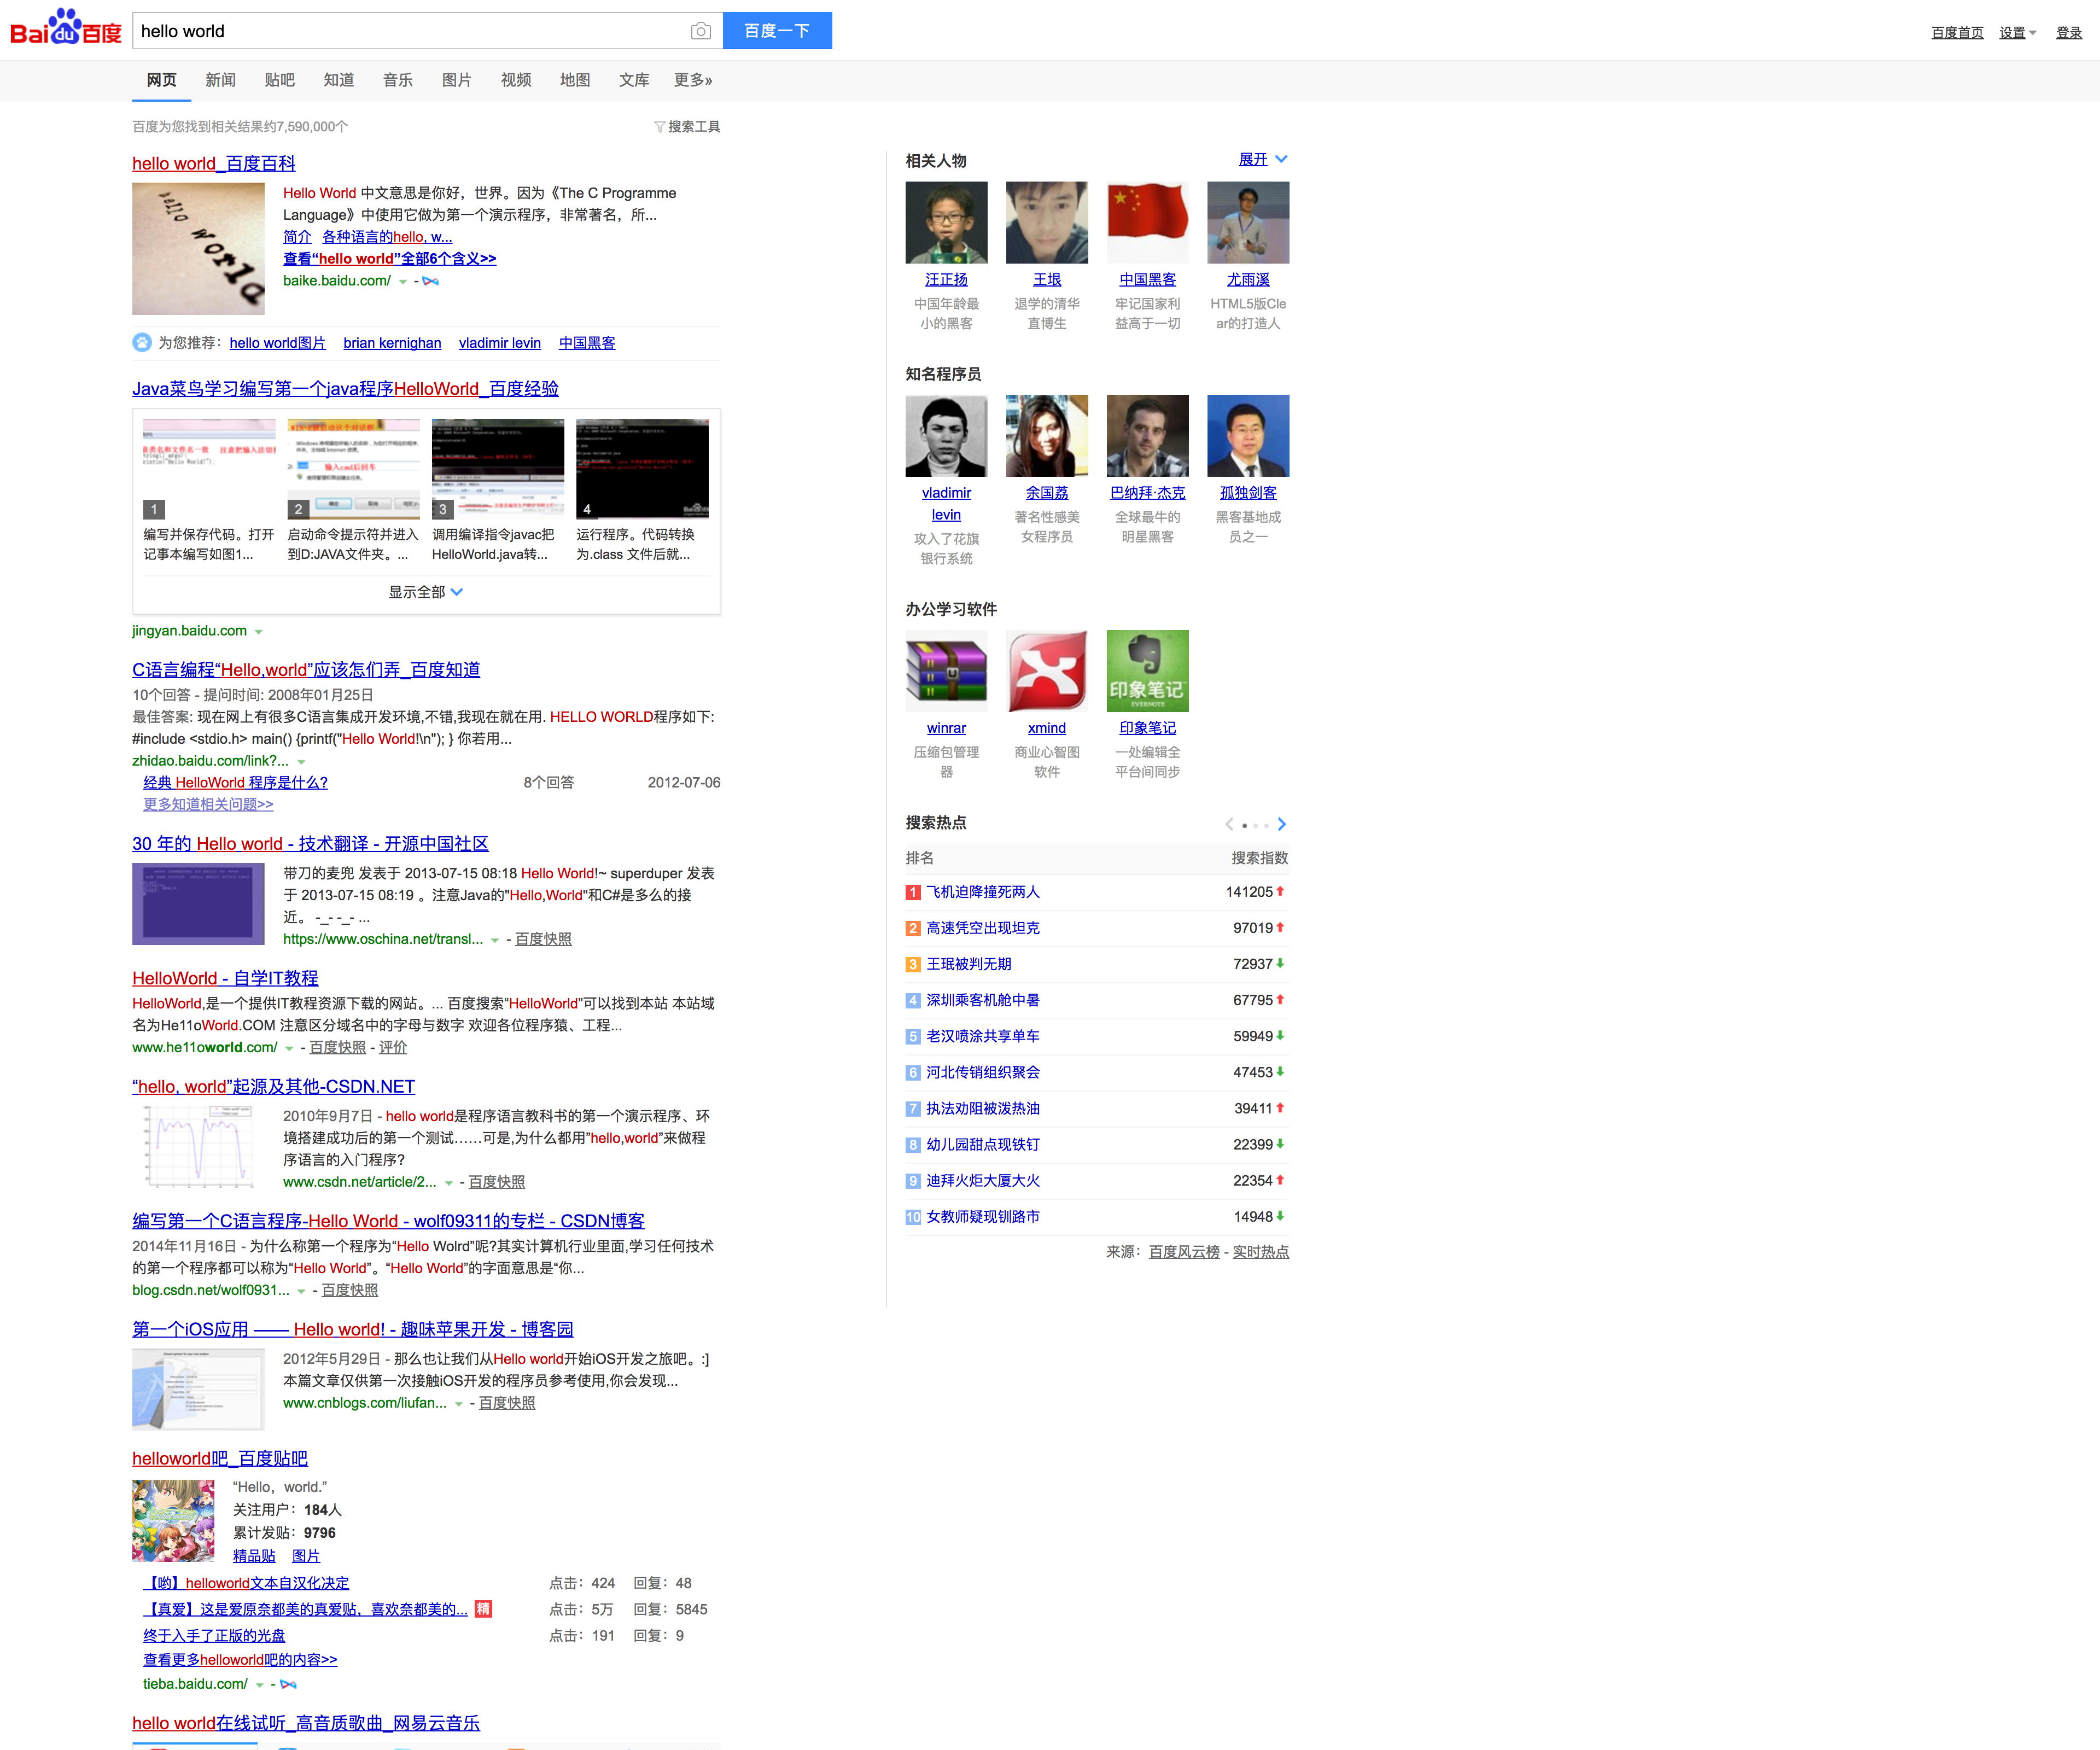 Bai du 百度
hello world
百度一下
百度首页 设置 登录
网页 新闻 贴吧 知道 音乐 图片 视频 地图 文库 更多»
百度为您找到相关结果约7,590,000个
搜索工具
hello world_百度百科
hello world
Hello World 中文意思是你好，世界。因为《The C Programme
Language》中使用它做为第一个演示程序，非常著名，所...
简介 各种语言的hello, w...
查看“hello world”全部6个含义>>
baike.baidu.com/ -
为您推荐： hello world图片 brian kernighan vladimir levin 中国黑客
Java菜鸟学习编写第一个java程序HelloWorld_百度经验
输入cmd后回车
1 2 3 4
编写并保存代码。打开
记事本编写如图1...
启动命令提示符并进入
到D:JAVA文件夹。...
调用编译指令javac把
HelloWorld.java转...
运行程序。代码转换
为.class 文件后就...
显示全部
jingyan.baidu.com
C语言编程“Hello,world”应该怎们弄_百度知道
10个回答 - 提问时间: 2008年01月25日
最佳答案: 现在网上有很多C语言集成开发环境,不错,我现在就在用. HELLO WORLD程序如下:
#include <stdio.h> main() {printf("Hello World!\n"); } 你若用...
zhidao.baidu.com/link?...
经典 HelloWorld 程序是什么? 8个回答 2012-07-06
更多知道相关问题>>
30 年的 Hello world - 技术翻译 - 开源中国社区
带刀的麦兜 发表于 2013-07-15 08:18 Hello World!~ superduper 发表
于 2013-07-15 08:19 。注意Java的"Hello,World"和C#是多么的接
近。 -_- -_- ...
https://www.oschina.net/transl... - 百度快照
HelloWorld - 自学IT教程
HelloWorld,是一个提供IT教程资源下载的网站。... 百度搜索“HelloWorld”可以找到本站 本站域
名为He11oWorld.COM 注意区分域名中的字母与数字 欢迎各位程序猿、工程...
www.he11oworld.com/ - 百度快照 - 评价
“hello, world”起源及其他-CSDN.NET
2010年9月7日 - hello world是程序语言教科书的第一个演示程序、环
境搭建成功后的第一个测试……可是,为什么都用”hello,world”来做程
序语言的入门程序?
www.csdn.net/article/2... - 百度快照
编写第一个C语言程序-Hello World - wolf09311的专栏 - CSDN博客
2014年11月16日 - 为什么称第一个程序为“Hello Wolrd”呢?其实计算机行业里面,学习任何技术
的第一个程序都可以称为“Hello World”。“Hello World”的字面意思是“你...
blog.csdn.net/wolf0931... - 百度快照
第一个iOS应用 —— Hello world! - 趣味苹果开发 - 博客园
2012年5月29日 - 那么也让我们从Hello world开始iOS开发之旅吧。:]
本篇文章仅供第一次接触iOS开发的程序员参考使用,你会发现...
www.cnblogs.com/liufan... - 百度快照
helloworld吧_百度贴吧
“Hello，world.”
关注用户：184人
累计发贴：9796
精品贴 图片
【哟】helloworld文本自汉化决定 点击：424 回复：48
【真爱】这是爱原奈都美的真爱贴，喜欢奈都美的... 精 点击：5万 回复：5845
终于入手了正版的光盘 点击：191 回复：9
查看更多helloworld吧的内容>>
tieba.baidu.com/ -
hello world在线试听_高音质歌曲_网易云音乐
相关人物 展开
汪正扬
中国年龄最
小的黑客
王垠
退学的清华
直博生
中国黑客
牢记国家利
益高于一切
尤雨溪
HTML5版Cle
ar的打造人
知名程序员
vladimir
levin
攻入了花旗
银行系统
余国荔
著名性感美
女程序员
巴纳拜·杰克
全球最牛的
明星黑客
孤独剑客
黑客基地成
员之一
办公学习软件
印象笔记
EVERNOTE
winrar
压缩包管理
器
xmind
商业心智图
软件
印象笔记
一处编辑全
平台间同步
搜索热点
排名 搜索指数
1 飞机迫降撞死两人 141205
2 高速凭空出现坦克 97019
3 王珉被判无期 72937
4 深圳乘客机舱中暑 67795
5 老汉喷涂共享单车 59949
6 河北传销组织聚会 47453
7 执法劝阻被泼热油 39411
8 幼儿园甜点现铁钉 22399
9 迪拜火炬大厦大火 22354
10 女教师疑现钏路市 14948
来源：百度风云榜 - 实时热点